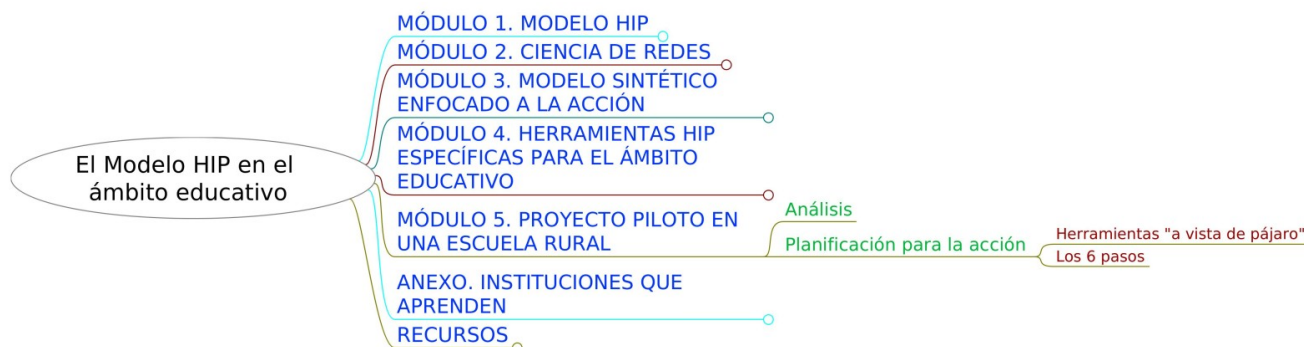 El Modelo HIP en el
ámbito educativo
MÓDULO 1. MODELO HIP
MÓDULO 2. CIENCIA DE REDES
MÓDULO 3. MODELO SINTÉTICO
ENFOCADO A LA ACCIÓN
MÓDULO 4. HERRAMIENTAS HIP
ESPECÍFICAS PARA EL ÁMBITO
EDUCATIVO
MÓDULO 5. PROYECTO PILOTO EN
UNA ESCUELA RURAL
Análisis
Planificación para la acción
Herramientas "a vista de pájaro"
Los 6 pasos
ANEXO. INSTITUCIONES QUE
APRENDEN
RECURSOS